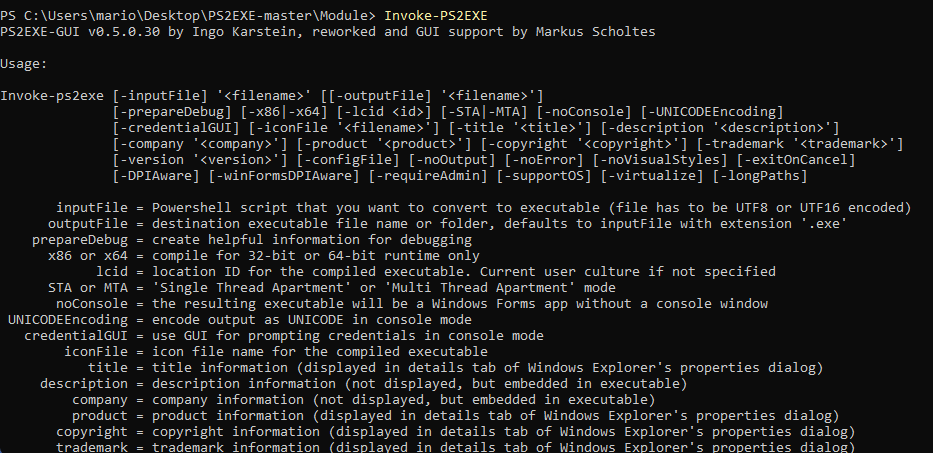 PS C:\Users\mario\Desktop\PS2EXE-master\Module> Invoke-PS2EXE
PS2EXE-GUI v0.5.0.30 by Ingo Karstein, reworked and GUI support by Markus Scholtes
Usage:
Invoke-ps2exe [-inputFile] '<filename>' [[-outputFile] '<filename>']
[-prepareDebug] [-x86|-x64] [-lcid <id>] [-STA|-MTA] [-noConsole] [-UNICODEEncoding]
[-credentialGUI] [-iconFile '<filename>'] [-title '<title>'] [-description '<description>']
[-company '<company>'] [-product '<product>'] [-copyright '<copyright>'] [-trademark '<trademark>']
[-version '<version>'] [-configFile] [-noOutput] [-noError] [-noVisualStyles] [-exitOnCancel]
[-DPIAware] [-winFormsDPIAware] [-requireAdmin] [-supportOS] [-virtualize] [-longPaths]
inputFile = Powershell script that you want to convert to executable (file has to be UTF8 or UTF16 encoded)
outputFile = destination executable file name or folder, defaults to inputFile with extension '.exe'
prepareDebug = create helpful information for debugging
x86 or x64 = compile for 32-bit or 64-bit runtime only
lcid = location ID for the compiled executable. Current user culture if not specified
STA or MTA = 'Single Thread Apartment' or 'Multi Thread Apartment' mode
noConsole = the resulting executable will be a Windows Forms app without a console window
UNICODEEncoding = encode output as UNICODE in console mode
credentialGUI = use GUI for prompting credentials in console mode
iconFile = icon file name for the compiled executable
title = title information (displayed in details tab of Windows Explorer's properties dialog)
description = description information (not displayed, but embedded in executable)
company = company information (not displayed, but embedded in executable)
product = product information (displayed in details tab of Windows Explorer's properties dialog)
copyright = copyright information (displayed in details tab of Windows Explorer's properties dialog)
trademark = trademark information (displayed in details tab of Windows Explorer's properties dialog)